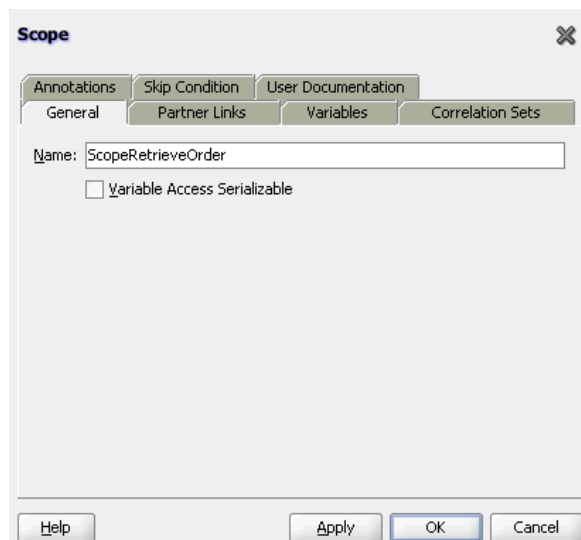 Scope
Annotations Skip Condition User Documentation
General Partner Links Variables Correlation Sets
Name: ScopeRetrieveOrder
Variable Access Serializable
Help Apply OK Cancel